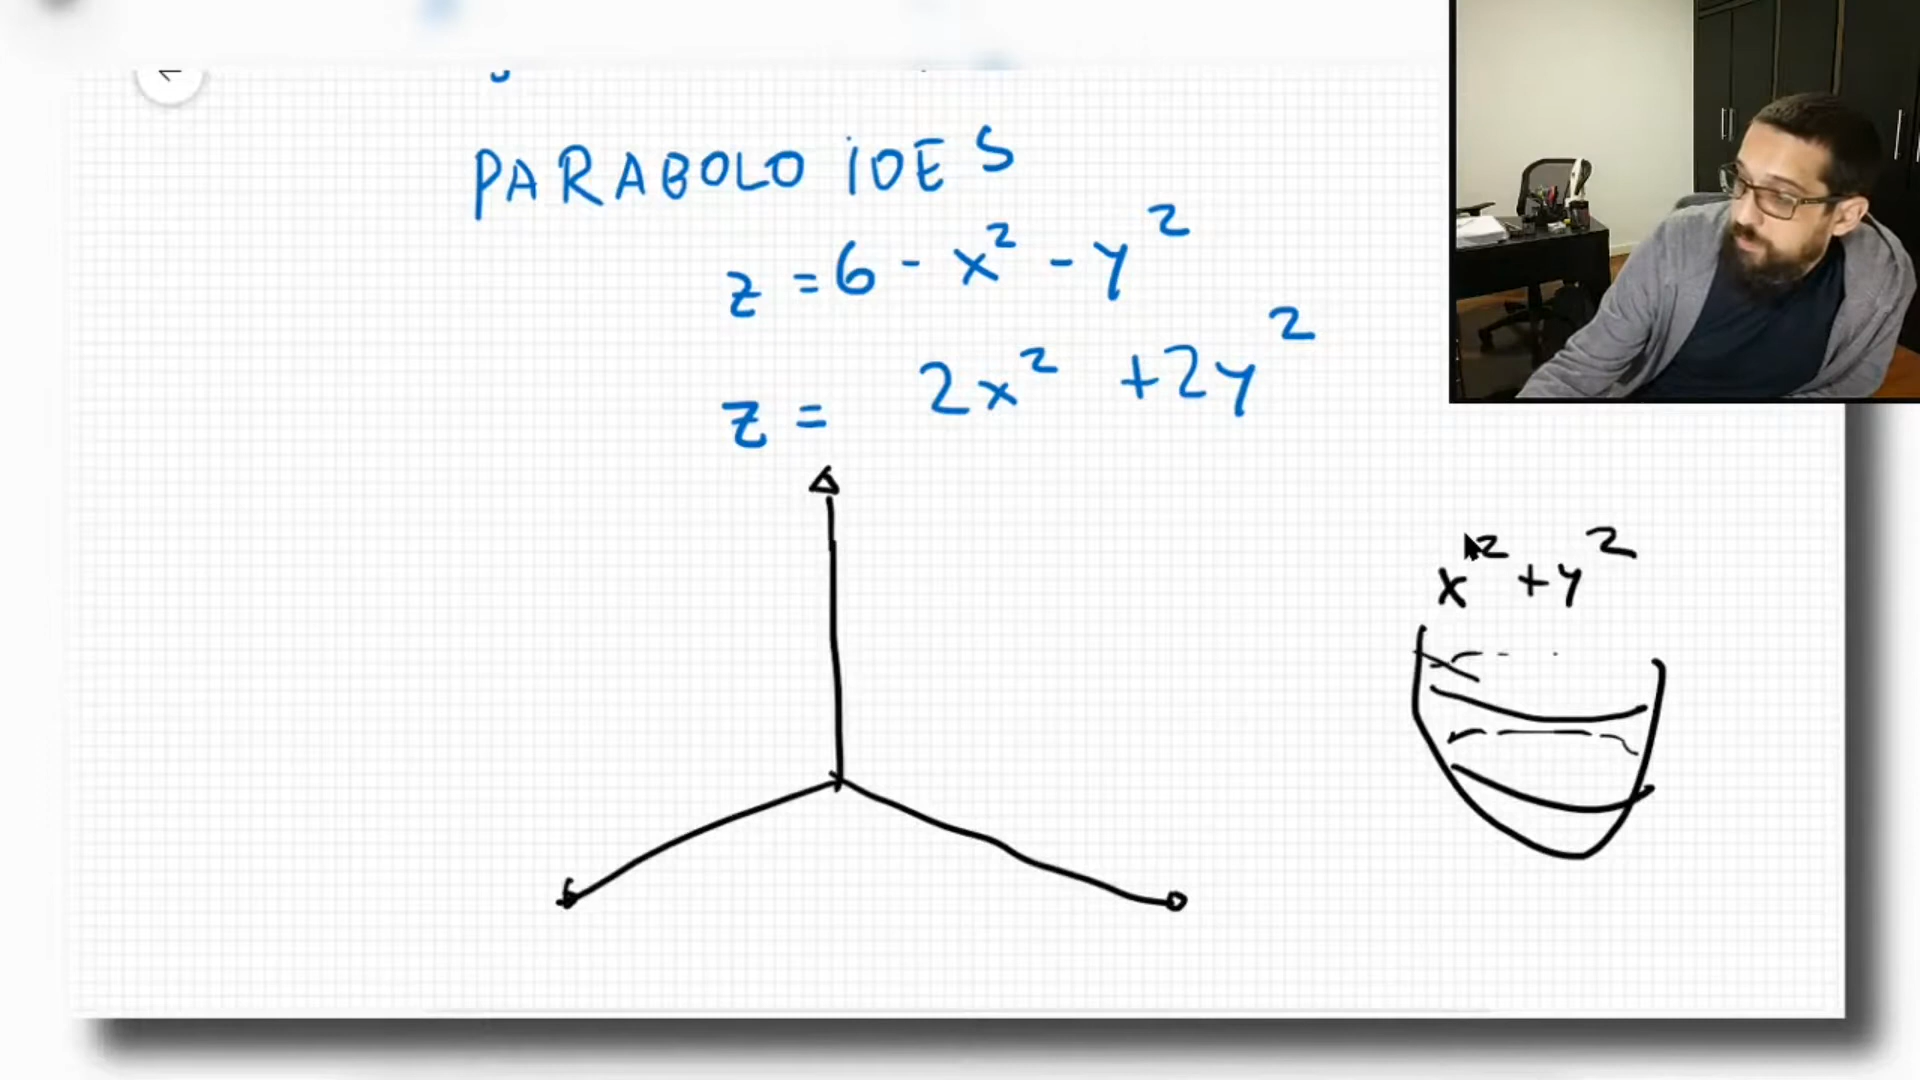 PARABOLOIDES
z = 6 - x² - y²
z = 2x² + 2y²
x² + y²